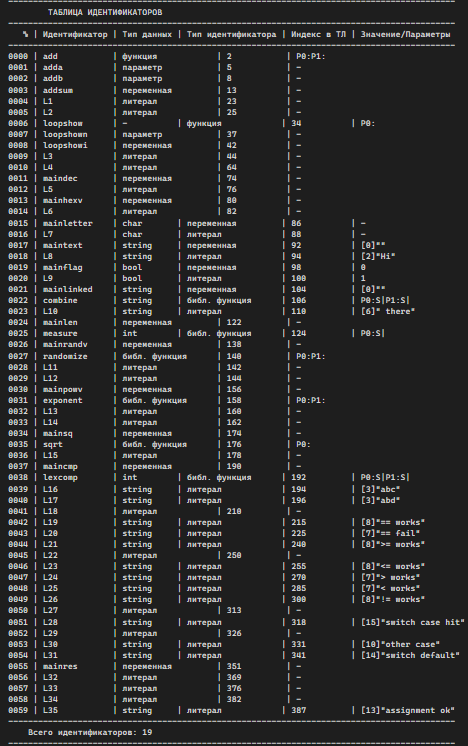 ТАБЛИЦА ИДЕНТИФИКАТОРОВ
% | Идентификатор | Тип данных | Тип идентификатора | Индекс в ТЛ | Значение/Параметры
0000 | add | функция | 2 | P0:P1:
0001 | adda | параметр | 5 | –
0002 | addb | параметр | 8 | –
0003 | addsum | переменная | 13 | –
0004 | L1 | литерал | 23 | –
0005 | L2 | литерал | 25 | –
0006 | loopshow | – | функция | 34 | P0:
0007 | loopshown | параметр | 37 | –
0008 | loopshowi | переменная | 42 | –
0009 | L3 | литерал | 44 | –
0010 | L4 | литерал | 64 | –
0011 | maindec | переменная | 74 | –
0012 | L5 | литерал | 76 | –
0013 | mainhexv | переменная | 80 | –
0014 | L6 | литерал | 82 | –
0015 | mainletter | char | переменная | 86 | –
0016 | L7 | char | литерал | 88 | –
0017 | maintext | string | переменная | 92 | [0]""
0018 | L8 | string | литерал | 94 | [2]"Hi"
0019 | mainflag | bool | переменная | 98 | 0
0020 | L9 | bool | литерал | 100 | 1
0021 | mainlinked | string | переменная | 104 | [0]""
0022 | combine | string | библ. функция | 106 | P0:S|P1:S|
0023 | L10 | string | литерал | 110 | [6]" there"
0024 | mainlen | переменная | 122 | –
0025 | measure | int | библ. функция | 124 | P0:S|
0026 | mainrandv | переменная | 138 | –
0027 | randomize | библ. функция | 140 | P0:P1:
0028 | L11 | литерал | 142 | –
0029 | L12 | литерал | 144 | –
0030 | mainpowv | переменная | 156 | –
0031 | exponent | библ. функция | 158 | P0:P1:
0032 | L13 | литерал | 160 | –
0033 | L14 | литерал | 162 | –
0034 | mainsq | переменная | 174 | –
0035 | sqrt | библ. функция | 176 | P0:
0036 | L15 | литерал | 178 | –
0037 | maincmp | переменная | 190 | –
0038 | lexcomp | int | библ. функция | 192 | P0:S|P1:S|
0039 | L16 | string | литерал | 194 | [3]"abc"
0040 | L17 | string | литерал | 196 | [3]"abd"
0041 | L18 | литерал | 210 | –
0042 | L19 | string | литерал | 215 | [8]"== works"
0043 | L20 | string | литерал | 225 | [7]"== fail"
0044 | L21 | string | литерал | 240 | [8]">= works"
0045 | L22 | литерал | 250 | –
0046 | L23 | string | литерал | 255 | [8]"<= works"
0047 | L24 | string | литерал | 270 | [7]"> works"
0048 | L25 | string | литерал | 285 | [7]"< works"
0049 | L26 | string | литерал | 300 | [8]"!= works"
0050 | L27 | литерал | 313 | –
0051 | L28 | string | литерал | 318 | [15]"switch case hit"
0052 | L29 | литерал | 326 | –
0053 | L30 | string | литерал | 331 | [10]"other case"
0054 | L31 | string | литерал | 341 | [14]"switch default"
0055 | mainres | переменная | 351 | –
0056 | L32 | литерал | 369 | –
0057 | L33 | литерал | 376 | –
0058 | L34 | литерал | 382 | –
0059 | L35 | string | литерал | 387 | [13]"assignment ok"
Всего идентификаторов: 19